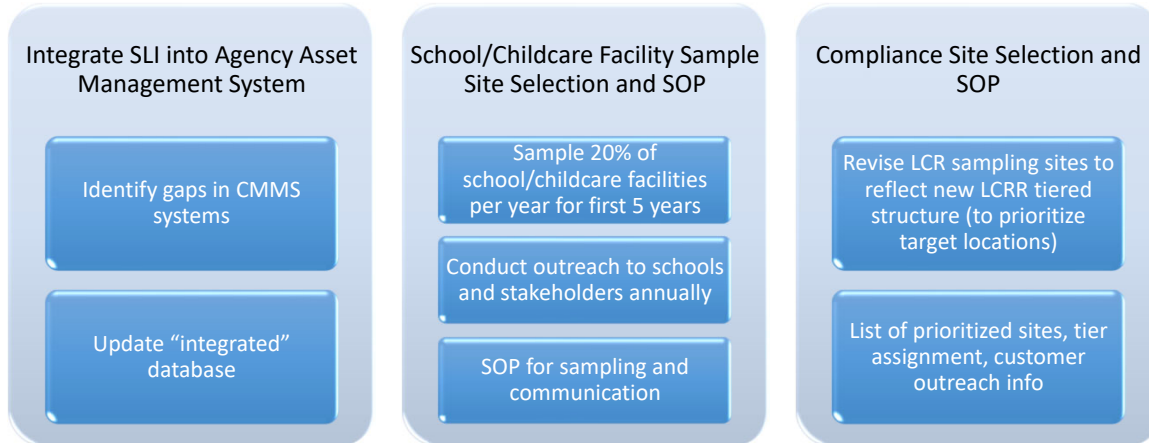 Integrate SLI into Agency Asset
Management System
Identify gaps in CMMS
systems
Update “integrated”
database
School/Childcare Facility Sample
Site Selection and SOP
Sample 20% of
school/childcare facilities
per year for first 5 years
Conduct outreach to schools
and stakeholders annually
SOP for sampling and
communication
Compliance Site Selection and
SOP
Revise LCR sampling sites to
reflect new LCRR tiered
structure (to prioritize
target locations)
List of prioritized sites, tier
assignment, customer
outreach info